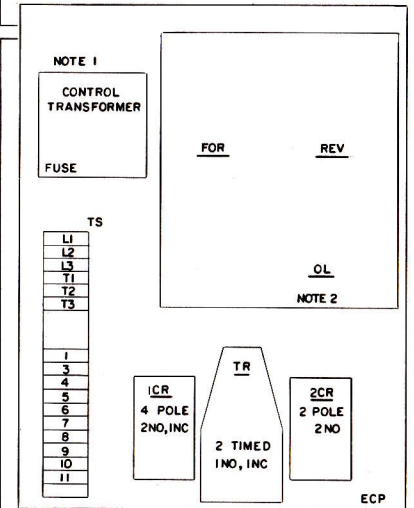 NOTE 1
CONTROL
TRANSFORMER
FUSE
FOR
REV
OL
NOTE 2
TS
L1
L2
L3
T1
T2
T3
1
3
4
5
6
7
8
9
10
11
1CR
4 POLE
2NO, INC
TR
2 TIMED
1NO, INC
2CR
2 POLE
2NO
ECP